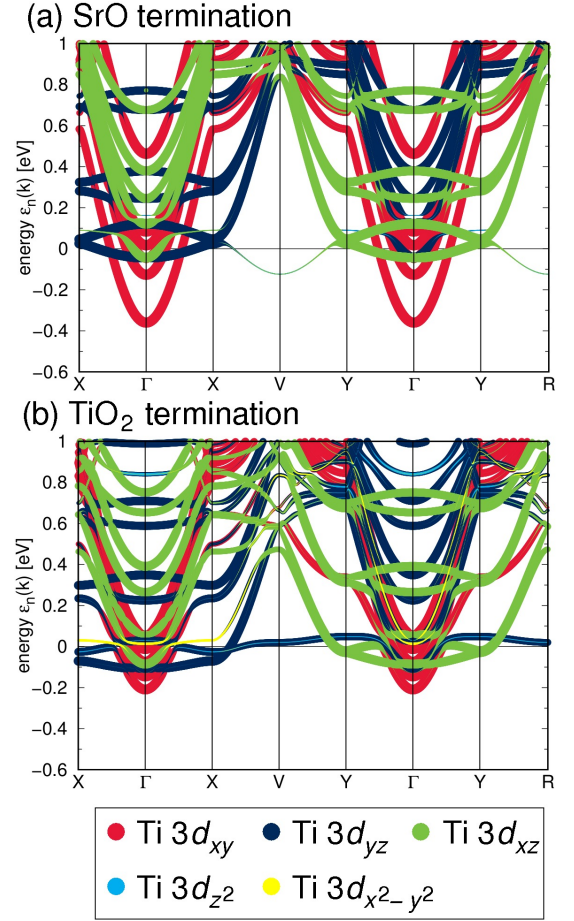 (a) SrO termination
1
0.8
0.6
0.4
0.2
0
−0.2
−0.4
−0.6
energy εn(k) [eV]
X Γ X V Y Γ Y R
(b) TiO2 termination
1
0.8
0.6
0.4
0.2
0
−0.2
−0.4
−0.6
energy εn(k) [eV]
X Γ X V Y Γ Y R
Ti 3dxy Ti 3dyz Ti 3dxz
Ti 3dz2 Ti 3dx2−y2